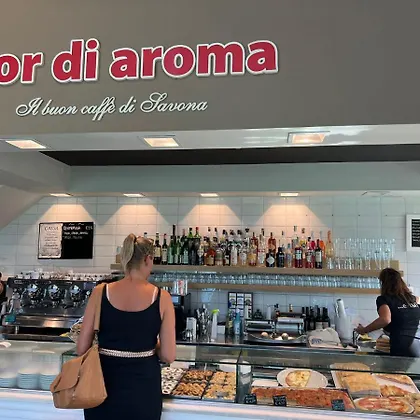 or di aroma
Il buon caffè di Savona